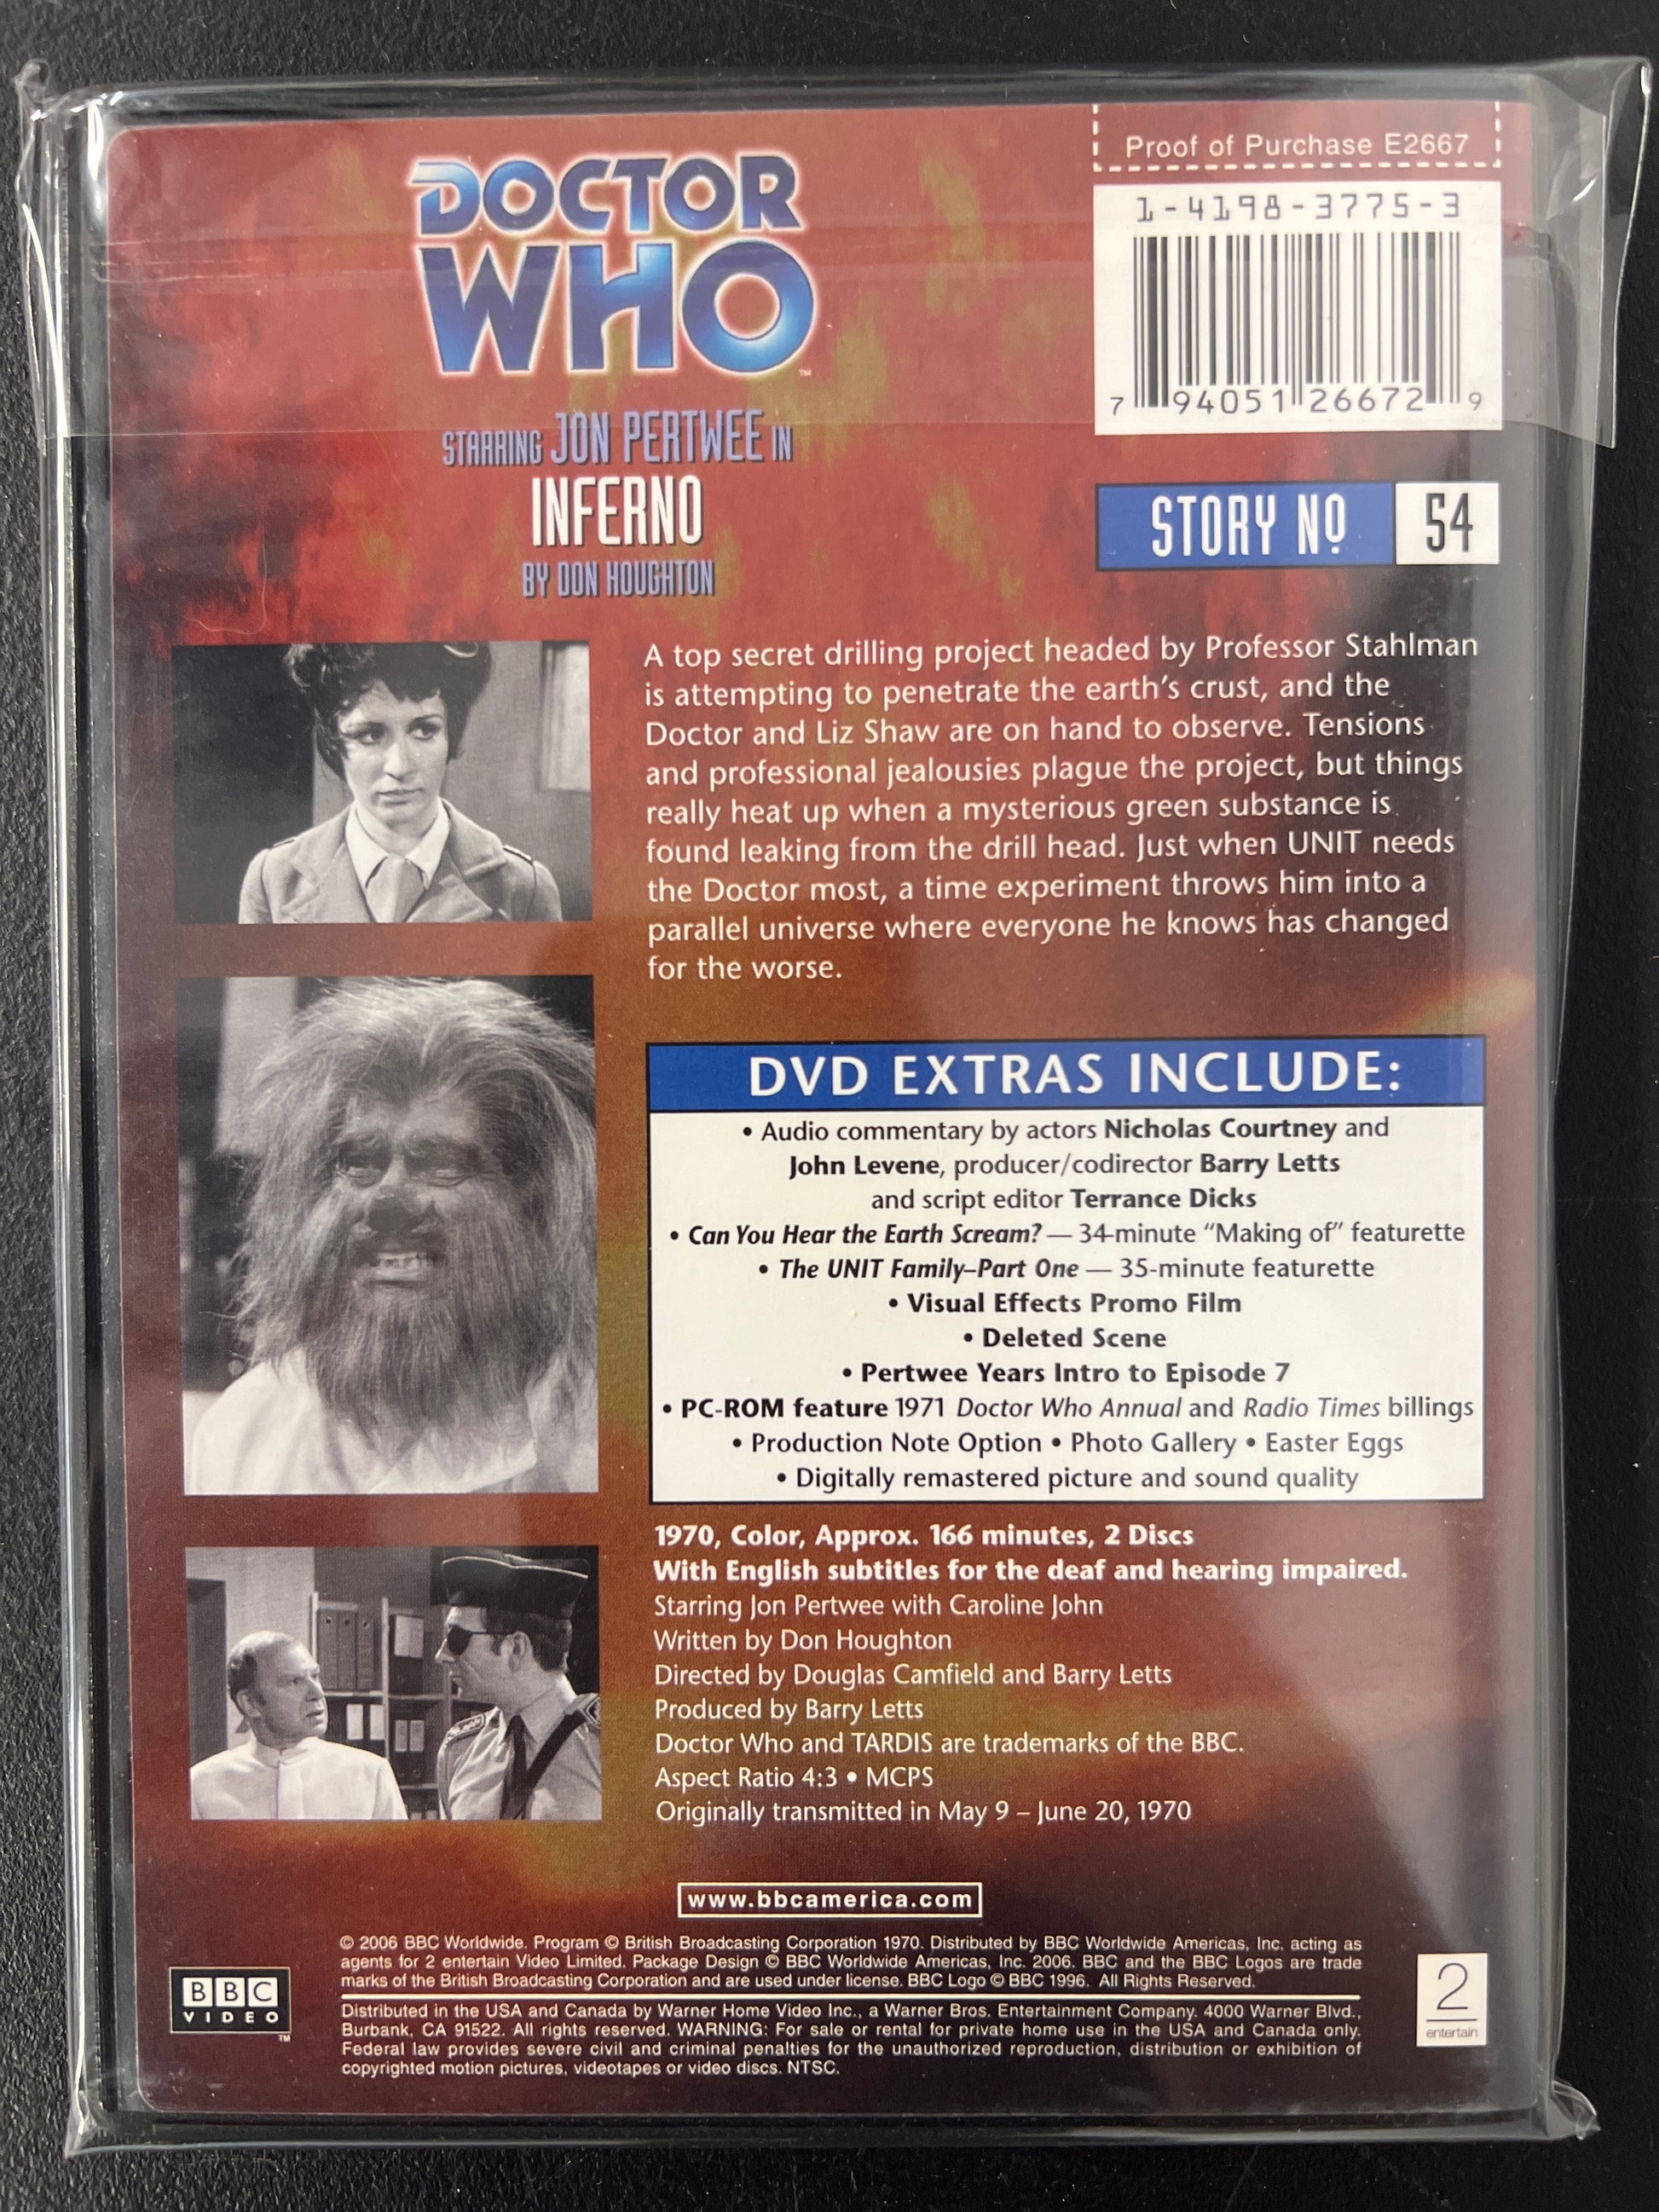 Proof of Purchase E2667
1-4198-3775-3
7 94051 26672 9
DOCTOR
WHO
™
STARRING JON PERTWEE IN
INFERNO
BY DON HOUGHTON
STORY Nº 54
A top secret drilling project headed by Professor Stahlman
is attempting to penetrate the earth's crust, and the
Doctor and Liz Shaw are on hand to observe. Tensions
and professional jealousies plague the project, but things
really heat up when a mysterious green substance is
found leaking from the drill head. Just when UNIT needs
the Doctor most, a time experiment throws him into a
parallel universe where everyone he knows has changed
for the worse.
DVD EXTRAS INCLUDE:
• Audio commentary by actors Nicholas Courtney and
John Levene, producer/codirector Barry Letts
and script editor Terrance Dicks
• Can You Hear the Earth Scream? — 34-minute “Making of” featurette
• The UNIT Family–Part One — 35-minute featurette
• Visual Effects Promo Film
• Deleted Scene
• Pertwee Years Intro to Episode 7
• PC-ROM feature 1971 Doctor Who Annual and Radio Times billings
• Production Note Option • Photo Gallery • Easter Eggs
• Digitally remastered picture and sound quality
1970, Color, Approx. 166 minutes, 2 Discs
With English subtitles for the deaf and hearing impaired.
Starring Jon Pertwee with Caroline John
Written by Don Houghton
Directed by Douglas Camfield and Barry Letts
Produced by Barry Letts
Doctor Who and TARDIS are trademarks of the BBC.
Aspect Ratio 4:3 • MCPS
Originally transmitted in May 9 – June 20, 1970
www.bbcamerica.com
© 2006 BBC Worldwide. Program © British Broadcasting Corporation 1970. Distributed by BBC Worldwide Americas, Inc. acting as
agents for 2 entertain Video Limited. Package Design © BBC Worldwide Americas, Inc. 2006. BBC and the BBC Logos are trade
marks of the British Broadcasting Corporation and are used under license. BBC Logo © BBC 1996. All Rights Reserved.
Distributed in the USA and Canada by Warner Home Video Inc., a Warner Bros. Entertainment Company. 4000 Warner Blvd.,
Burbank, CA 91522. All rights reserved. WARNING: For sale or rental for private home use in the USA and Canada only.
Federal law provides severe civil and criminal penalties for the unauthorized reproduction, distribution or exhibition of
copyrighted motion pictures, videotapes or video discs. NTSC.
BBC
VIDEO
™
2
entertain